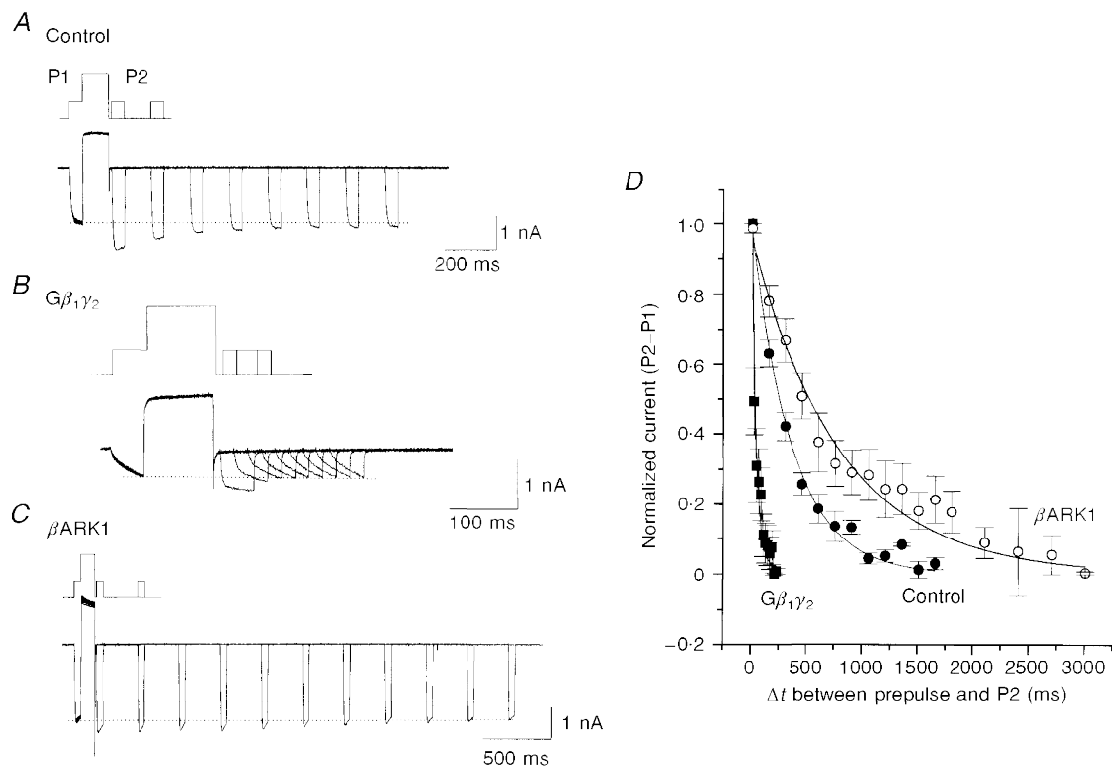 A
Control
P1
P2
1 nA
200 ms
B
Gβ₁γ₂
1 nA
100 ms
C
βARK1
1 nA
500 ms
D
Normalized current (P2–P1)
1·0
0·8
0·6
0·4
0·2
0
−0·2
βARK1
Gβ₁γ₂
Control
0 500 1000 1500 2000 2500 3000
Δt between prepulse and P2 (ms)